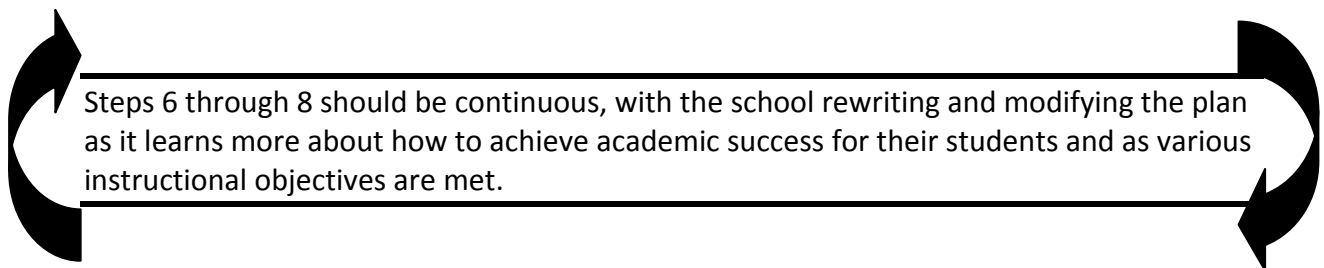 Steps 6 through 8 should be continuous, with the school rewriting and modifying the plan
as it learns more about how to achieve academic success for their students and as various
instructional objectives are met.